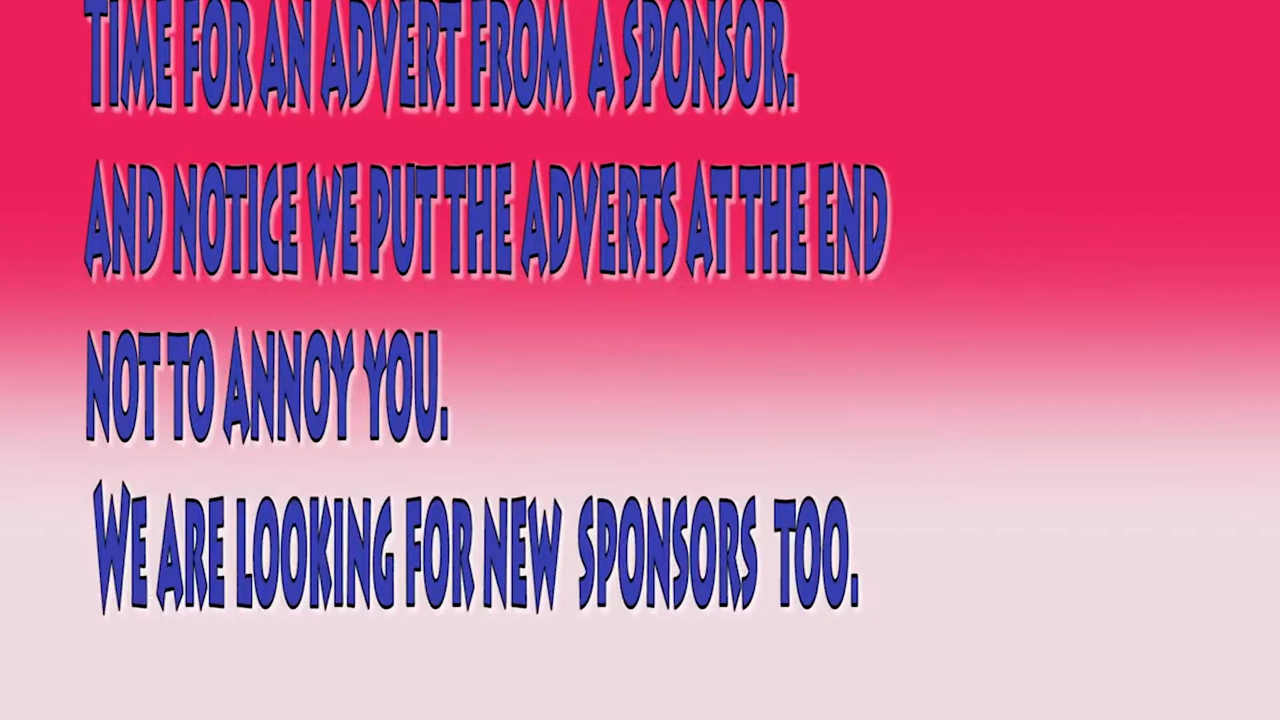 Time for an advert from a sponsor.
and notice we put the adverts at the end
not to annoy you.
We are looking for new sponsors too.